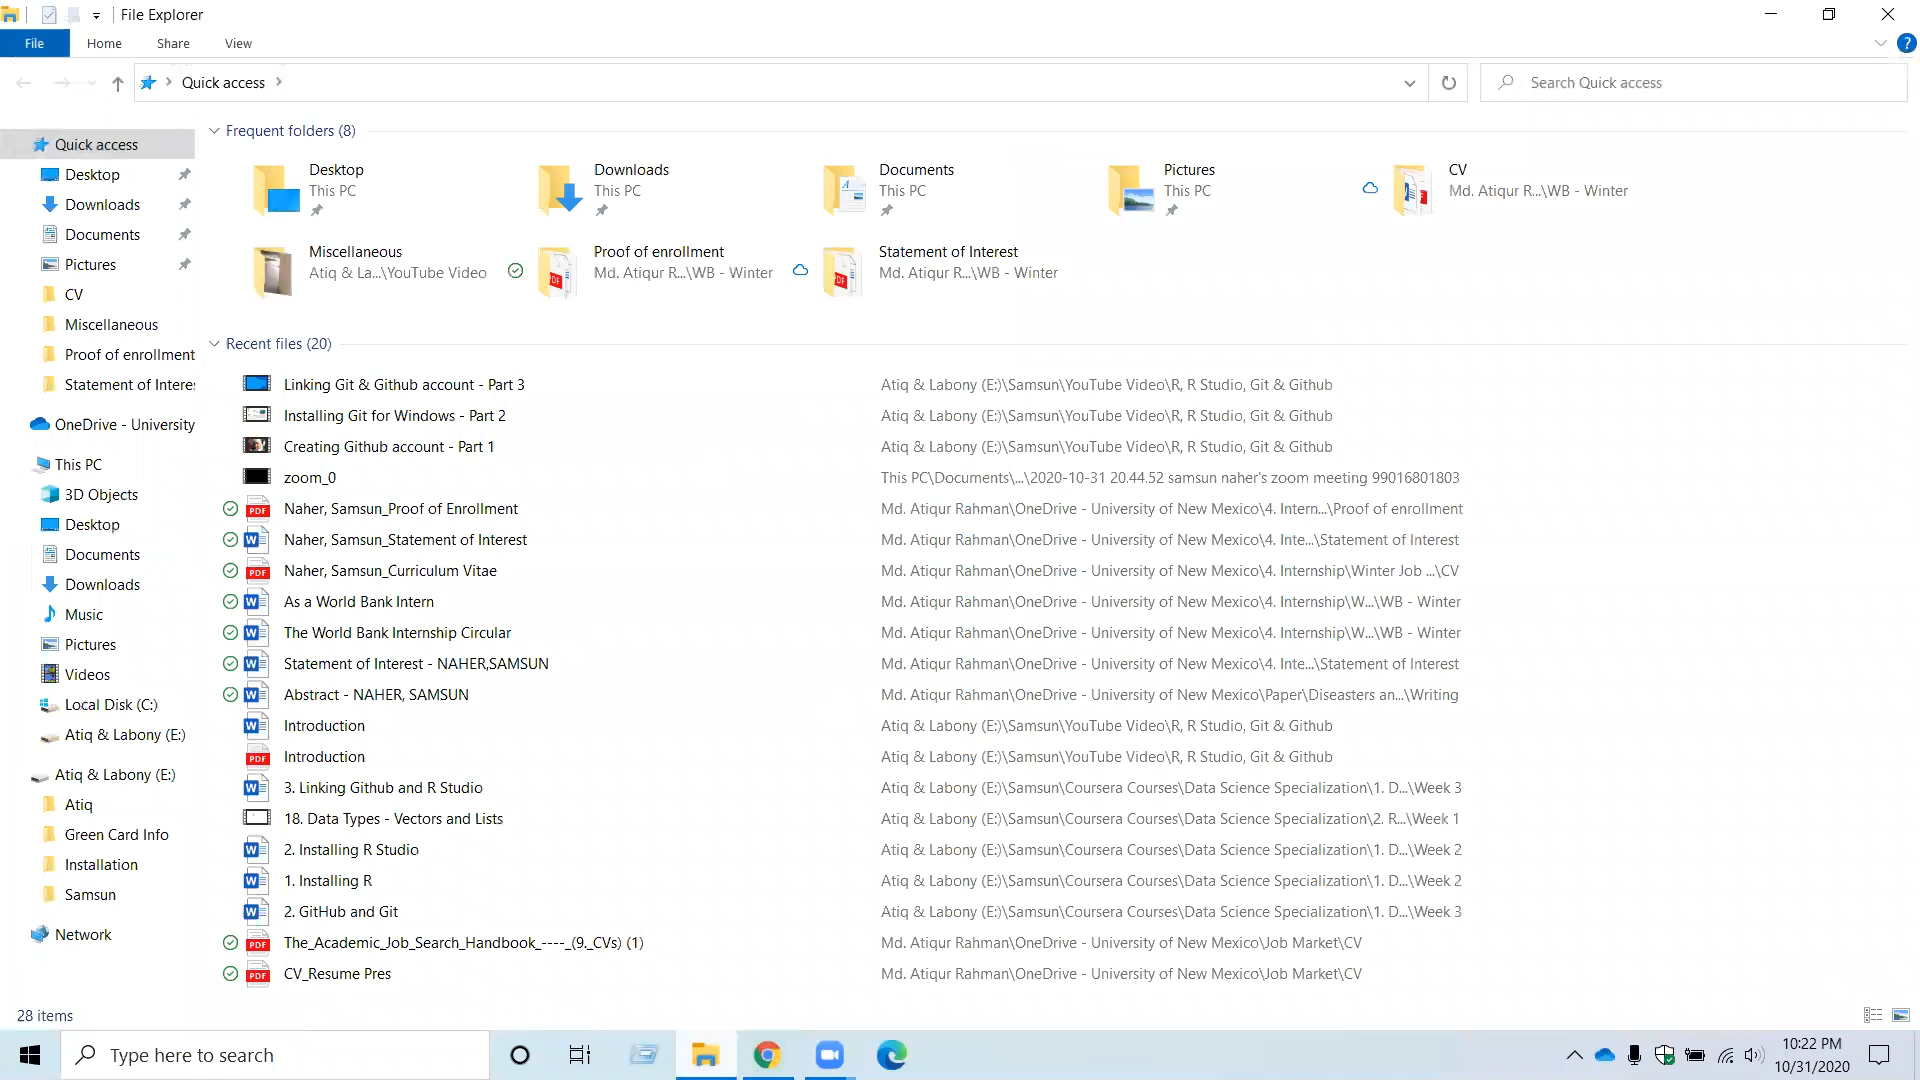 File Explorer
File Home Share View
Quick access
Search Quick access
Quick access
Desktop
Downloads
Documents
Pictures
CV
Miscellaneous
Proof of enrollment
Statement of Interes
OneDrive - University
This PC
3D Objects
Desktop
Documents
Downloads
Music
Pictures
Videos
Local Disk (C:)
Atiq & Labony (E:)
Atiq & Labony (E:)
Atiq
Green Card Info
Installation
Samsun
Network
Frequent folders (8)
Desktop
This PC
Downloads
This PC
Documents
This PC
Pictures
This PC
CV
Md. Atiqur R...\WB - Winter
Miscellaneous
Atiq & La...\YouTube Video
Proof of enrollment
Md. Atiqur R...\WB - Winter
Statement of Interest
Md. Atiqur R...\WB - Winter
Recent files (20)
Linking Git & Github account - Part 3 Atiq & Labony (E:)\Samsun\YouTube Video\R, R Studio, Git & Github
Installing Git for Windows - Part 2 Atiq & Labony (E:)\Samsun\YouTube Video\R, R Studio, Git & Github
Creating Github account - Part 1 Atiq & Labony (E:)\Samsun\YouTube Video\R, R Studio, Git & Github
zoom_0 This PC\Documents\...\2020-10-31 20.44.52 samsun naher's zoom meeting 99016801803
Naher, Samsun_Proof of Enrollment Md. Atiqur Rahman\OneDrive - University of New Mexico\4. Intern...\Proof of enrollment
Naher, Samsun_Statement of Interest Md. Atiqur Rahman\OneDrive - University of New Mexico\4. Inte...\Statement of Interest
Naher, Samsun_Curriculum Vitae Md. Atiqur Rahman\OneDrive - University of New Mexico\4. Internship\Winter Job ...\CV
As a World Bank Intern Md. Atiqur Rahman\OneDrive - University of New Mexico\4. Internship\W...\WB - Winter
The World Bank Internship Circular Md. Atiqur Rahman\OneDrive - University of New Mexico\4. Internship\W...\WB - Winter
Statement of Interest - NAHER,SAMSUN Md. Atiqur Rahman\OneDrive - University of New Mexico\4. Inte...\Statement of Interest
Abstract - NAHER, SAMSUN Md. Atiqur Rahman\OneDrive - University of New Mexico\Paper\Diseasters an...\Writing
Introduction Atiq & Labony (E:)\Samsun\YouTube Video\R, R Studio, Git & Github
Introduction Atiq & Labony (E:)\Samsun\YouTube Video\R, R Studio, Git & Github
3. Linking Github and R Studio Atiq & Labony (E:)\Samsun\Coursera Courses\Data Science Specialization\1. D...\Week 3
18. Data Types - Vectors and Lists Atiq & Labony (E:)\Samsun\Coursera Courses\Data Science Specialization\2. R...\Week 1
2. Installing R Studio Atiq & Labony (E:)\Samsun\Coursera Courses\Data Science Specialization\1. D...\Week 2
1. Installing R Atiq & Labony (E:)\Samsun\Coursera Courses\Data Science Specialization\1. D...\Week 2
2. GitHub and Git Atiq & Labony (E:)\Samsun\Coursera Courses\Data Science Specialization\1. D...\Week 3
The_Academic_Job_Search_Handbook_----_(9._CVs) (1) Md. Atiqur Rahman\OneDrive - University of New Mexico\Job Market\CV
CV_Resume Pres Md. Atiqur Rahman\OneDrive - University of New Mexico\Job Market\CV
28 items
Type here to search
10:22 PM
10/31/2020